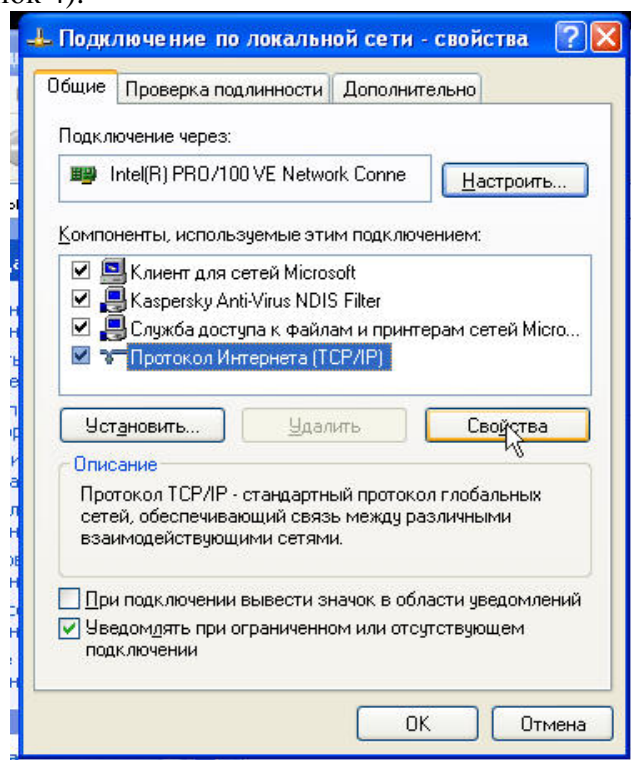 Подключение по локальной сети - свойства
Общие Проверка подлинности Дополнительно
Подключение через:
Intel(R) PRO/100 VE Network Conne Настроить...
Компоненты, используемые этим подключением:
Клиент для сетей Microsoft
Kaspersky Anti-Virus NDIS Filter
Служба доступа к файлам и принтерам сетей Micro...
Протокол Интернета (TCP/IP)
Установить... Удалить Свойства
Описание
Протокол TCP/IP - стандартный протокол глобальных
сетей, обеспечивающий связь между различными
взаимодействующими сетями.
При подключении вывести значок в области уведомлений
Уведомлять при ограниченном или отсутствующем
подключении
OK Отмена